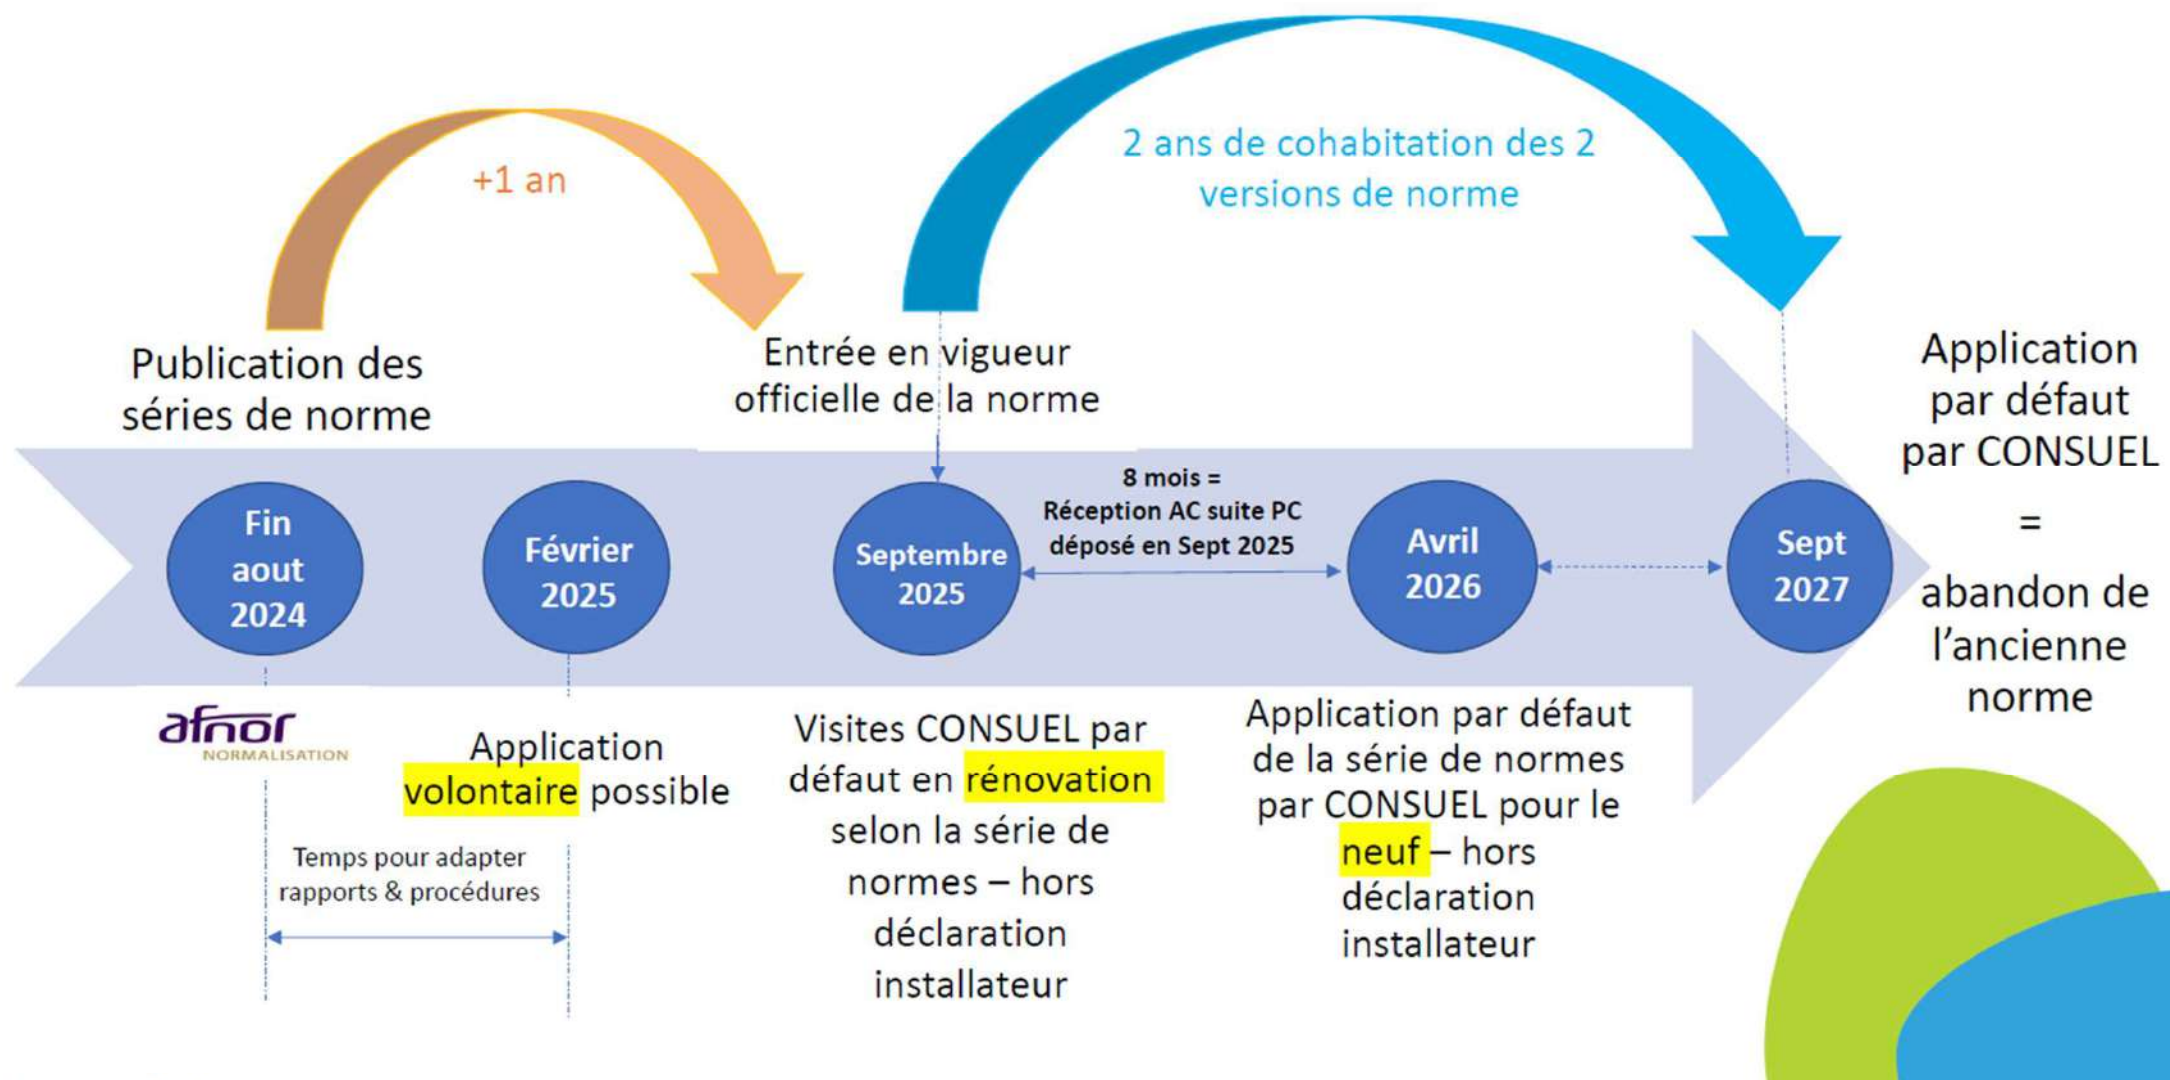 +1 an
2 ans de cohabitation des 2
versions de norme
Publication des
séries de norme
Entrée en vigueur
officielle de la norme
Application
par défaut
par CONSUEL
=
abandon de
l'ancienne
norme
Fin
aout
2024
Février
2025
Septembre
2025
8 mois =
Réception AC suite PC
déposé en Sept 2025
Avril
2026
Sept
2027
afnor
NORMALISATION
Temps pour adapter
rapports & procédures
Application
volontaire possible
Visites CONSUEL par
défaut en rénovation
selon la série de
normes – hors
déclaration
installateur
Application par défaut
de la série de normes
par CONSUEL pour le
neuf – hors
déclaration
installateur